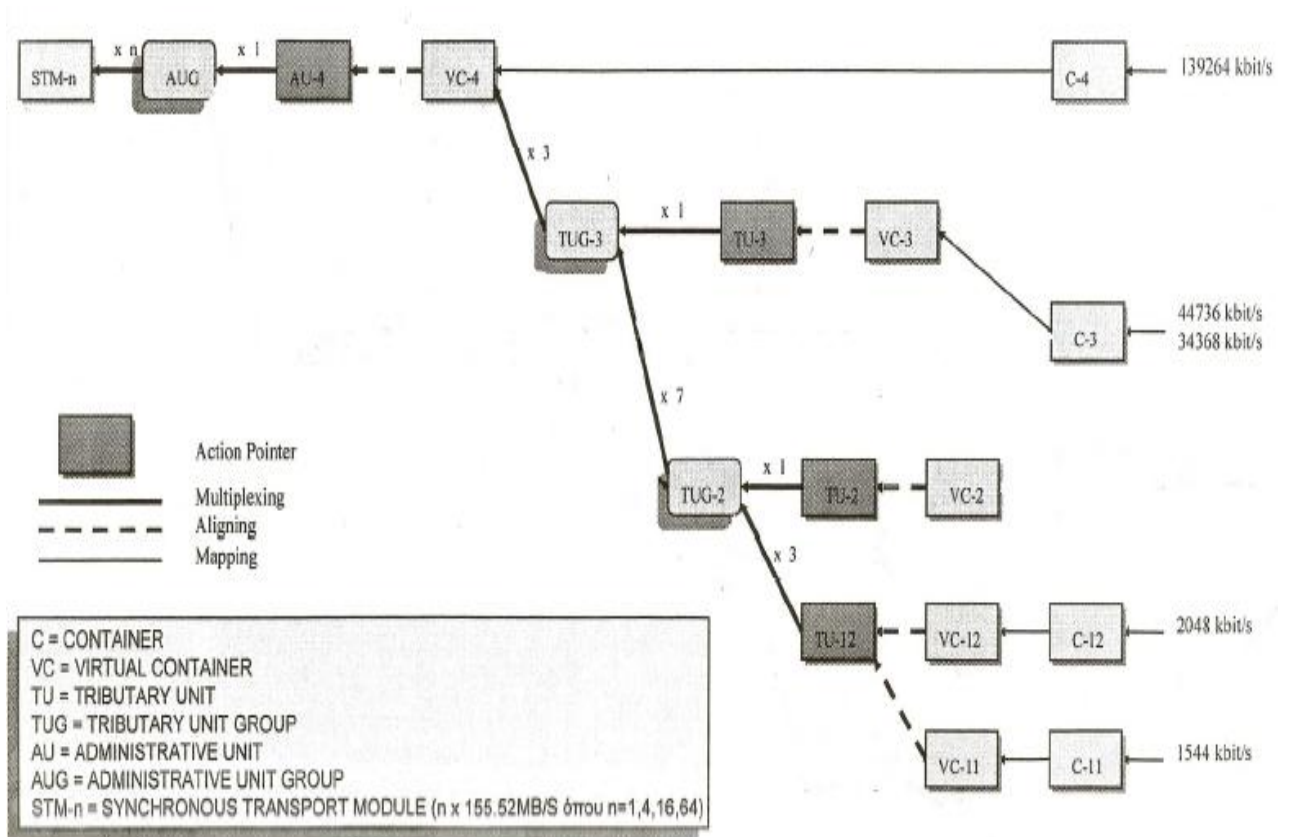 x n
x 1
STM-n
AUG
AU-4
VC-4
C-4
139264 kbit/s
x 3
x 1
TUG-3
TU-3
VC-3
44736 kbit/s
34368 kbit/s
C-3
x 7
Action Pointer
Multiplexing
Aligning
Mapping
x 1
TUG-2
TU-2
VC-2
x 3
TU-12
VC-12
C-12
2048 kbit/s
VC-11
C-11
1544 kbit/s
C = CONTAINER
VC = VIRTUAL CONTAINER
TU = TRIBUTARY UNIT
TUG = TRIBUTARY UNIT GROUP
AU = ADMINISTRATIVE UNIT
AUG = ADMINISTRATIVE UNIT GROUP
STM-n = SYNCHRONOUS TRANSPORT MODULE (n x 155.52MB/S όπου n=1,4,16,64)